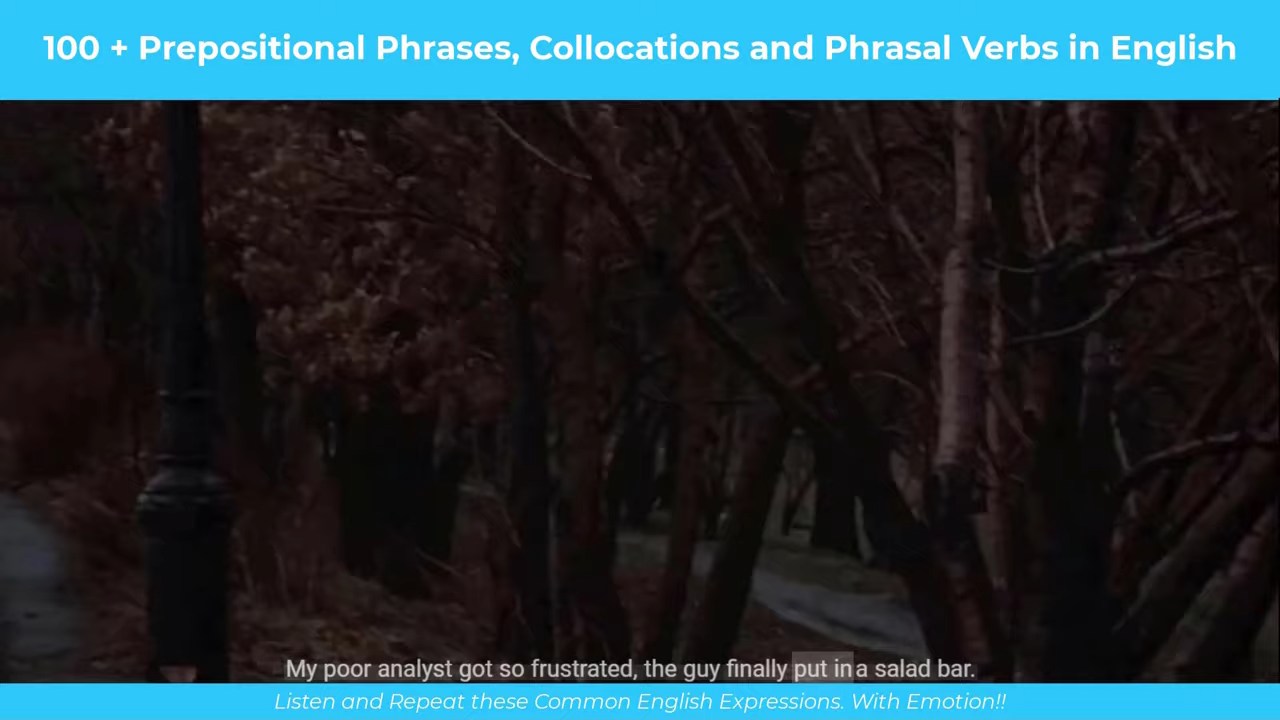 100 + Prepositional Phrases, Collocations and Phrasal Verbs in English
My poor analyst got so frustrated, the guy finally put in a salad bar.
Listen and Repeat these Common English Expressions. With Emotion!!